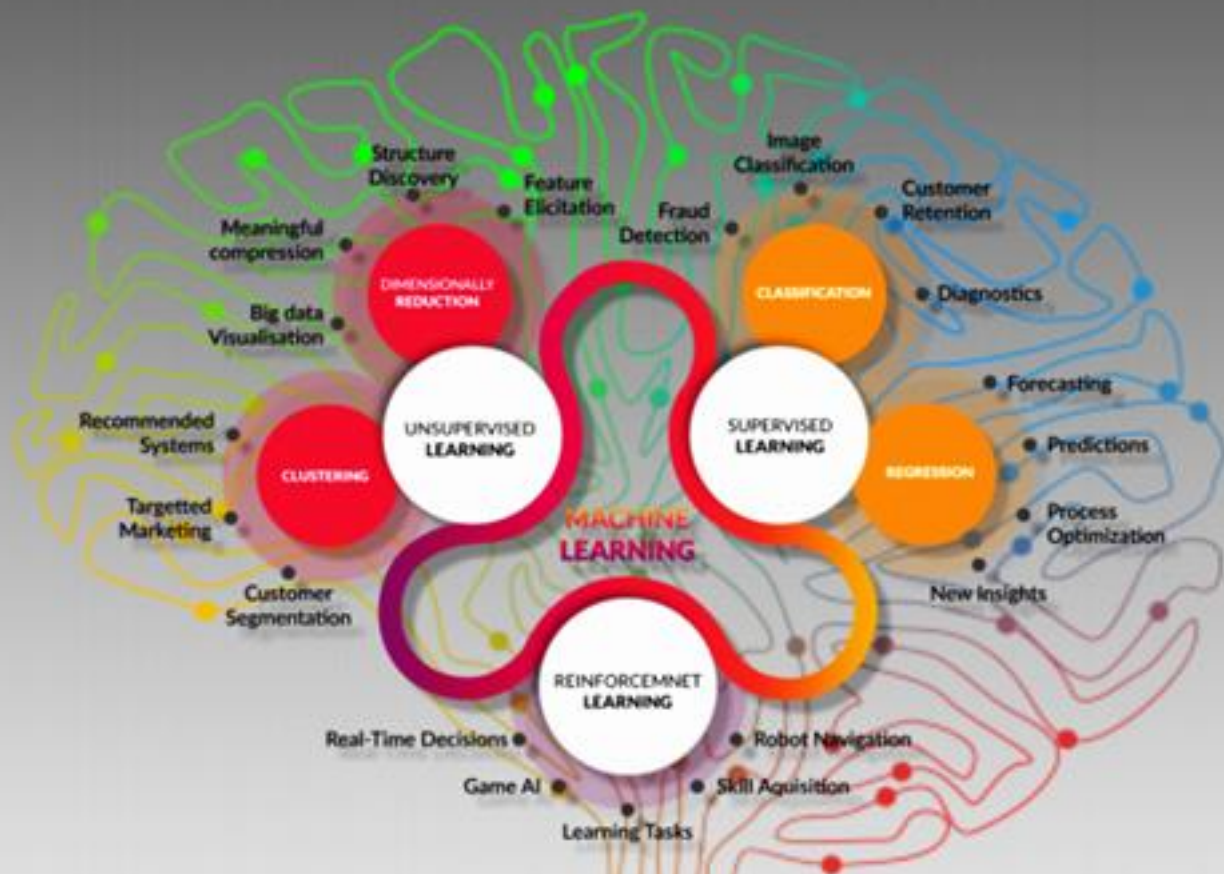 Structure
Discovery
Feature
Elicitation
Meaningful
compression
Big data
Visualisation
DIMENSIONALLY
REDUCTION
Recommended
Systems
Targetted
Marketing
Customer
Segmentation
CLUSTERING
UNSUPERVISED
LEARNING
Image
Classification
Fraud
Detection
Customer
Retention
Diagnostics
CLASSIFICATION
SUPERVISED
LEARNING
Forecasting
Predictions
Process
Optimization
New Insights
REGRESSION
MACHINE
LEARNING
REINFORCEMNET
LEARNING
Real-Time Decisions
Game AI
Learning Tasks
Skill Aquisition
Robot Navigation